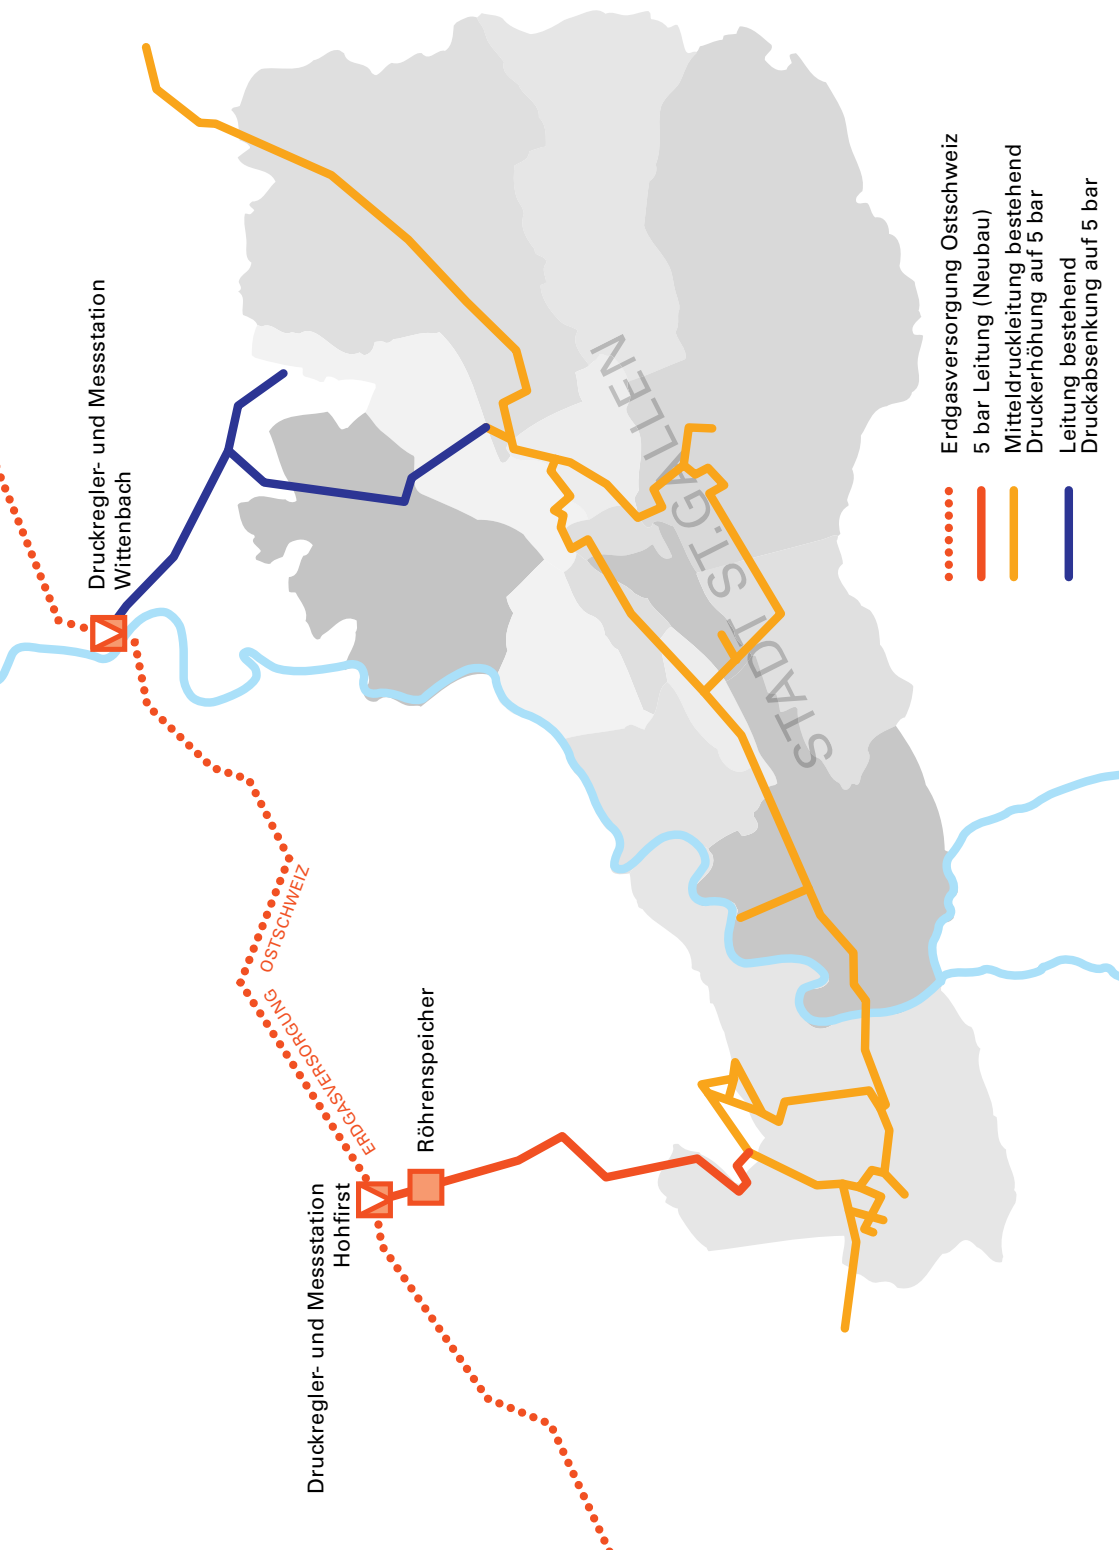 Druckregler- und Messstation
Wittenbach
Druckregler- und Messstation
Hohfirst
Röhrenspeicher
ERDGASVERSORGUNG OSTSCHWEIZ
STADT ST.GALLEN
Erdgasversorgung Ostschweiz
5 bar Leitung (Neubau)
Mitteldruckleitung bestehend
Druckerhöhung auf 5 bar
Leitung bestehend
Druckabsenkung auf 5 bar